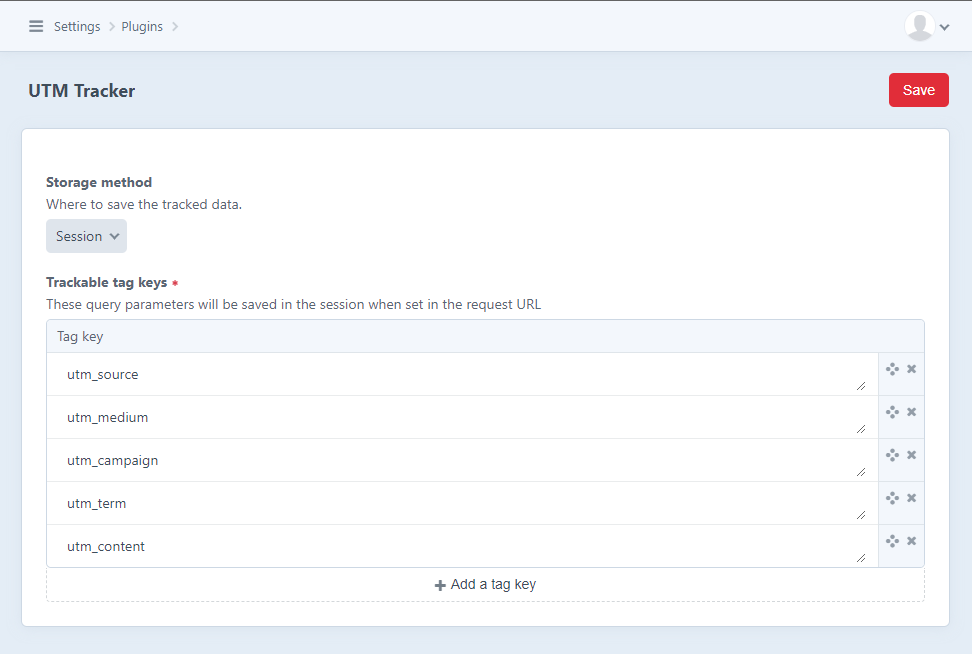 Settings Plugins
UTM Tracker
Save
Storage method
Where to save the tracked data.
Session
Trackable tag keys *
These query parameters will be saved in the session when set in the request URL
Tag key
utm_source
utm_medium
utm_campaign
utm_term
utm_content
Add a tag key